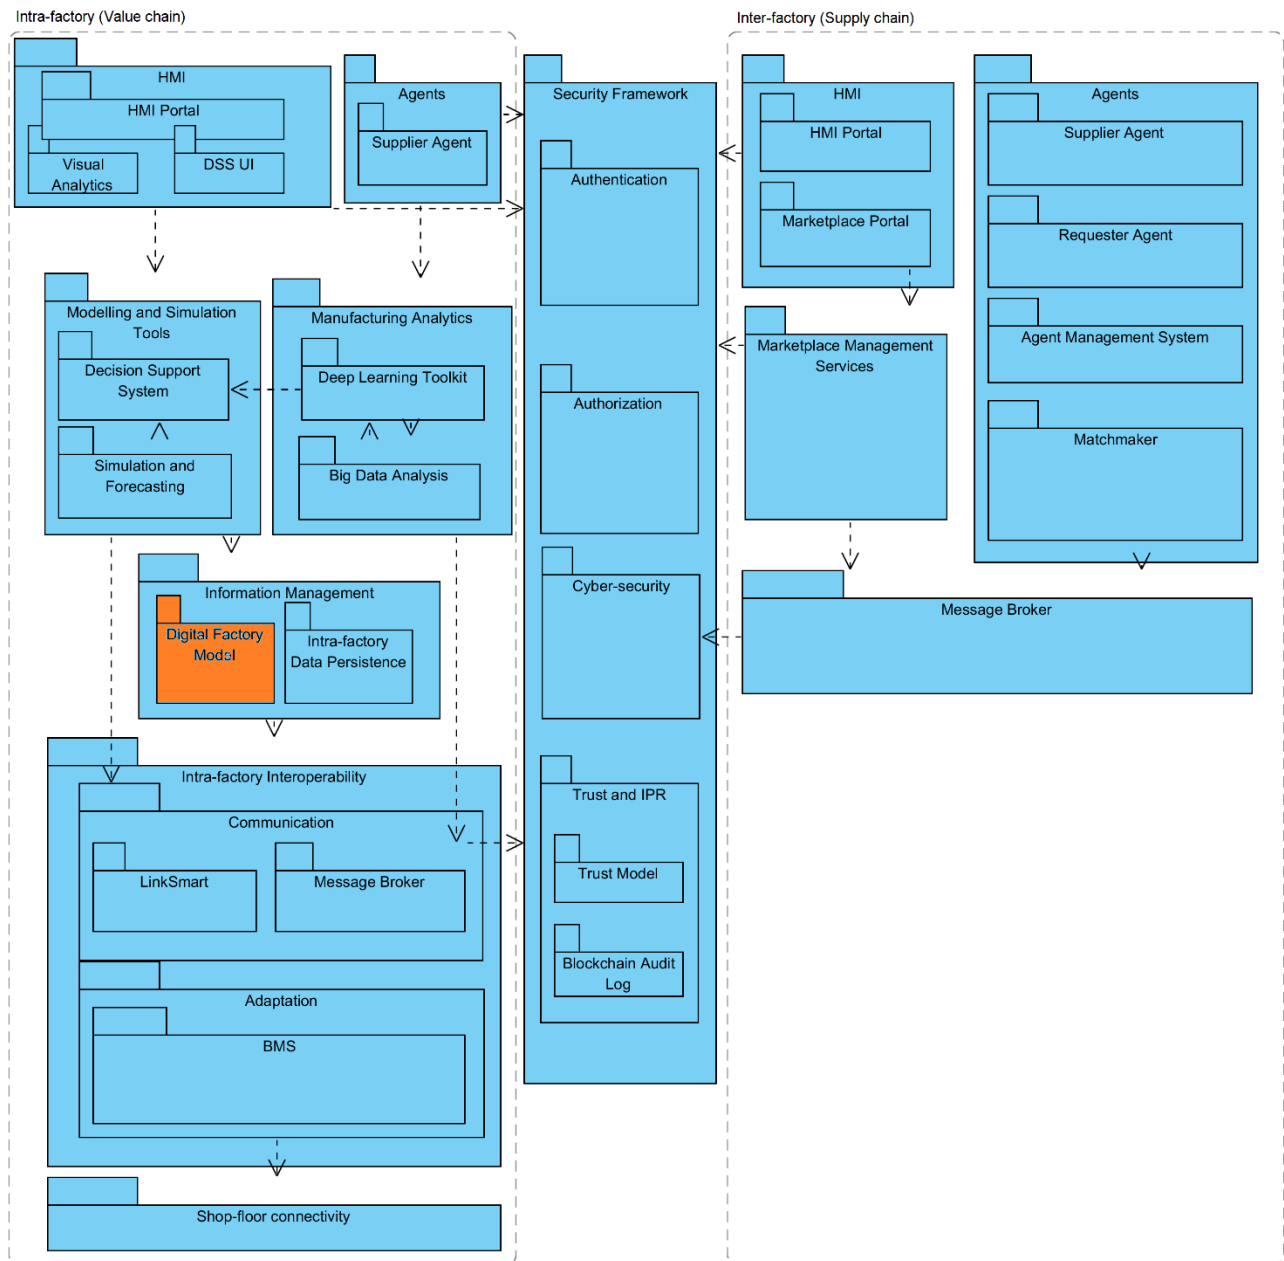 Intra-factory (Value chain)
HMI
HMI Portal
Visual
Analytics
DSS UI
Agents
Supplier Agent
Modelling and Simulation
Tools
Decision Support
System
Simulation and
Forecasting
Manufacturing Analytics
Deep Learning Toolkit
Big Data Analysis
Information Management
Digital Factory
Model
Intra-factory
Data Persistence
Intra-factory Interoperability
Communication
LinkSmart
Message Broker
Adaptation
BMS
Shop-floor connectivity
Security Framework
Authentication
Authorization
Cyber-security
Trust and IPR
Trust Model
Blockchain Audit
Log
Inter-factory (Supply chain)
HMI
HMI Portal
Marketplace Portal
Marketplace Management
Services
Agents
Supplier Agent
Requester Agent
Agent Management System
Matchmaker
Message Broker